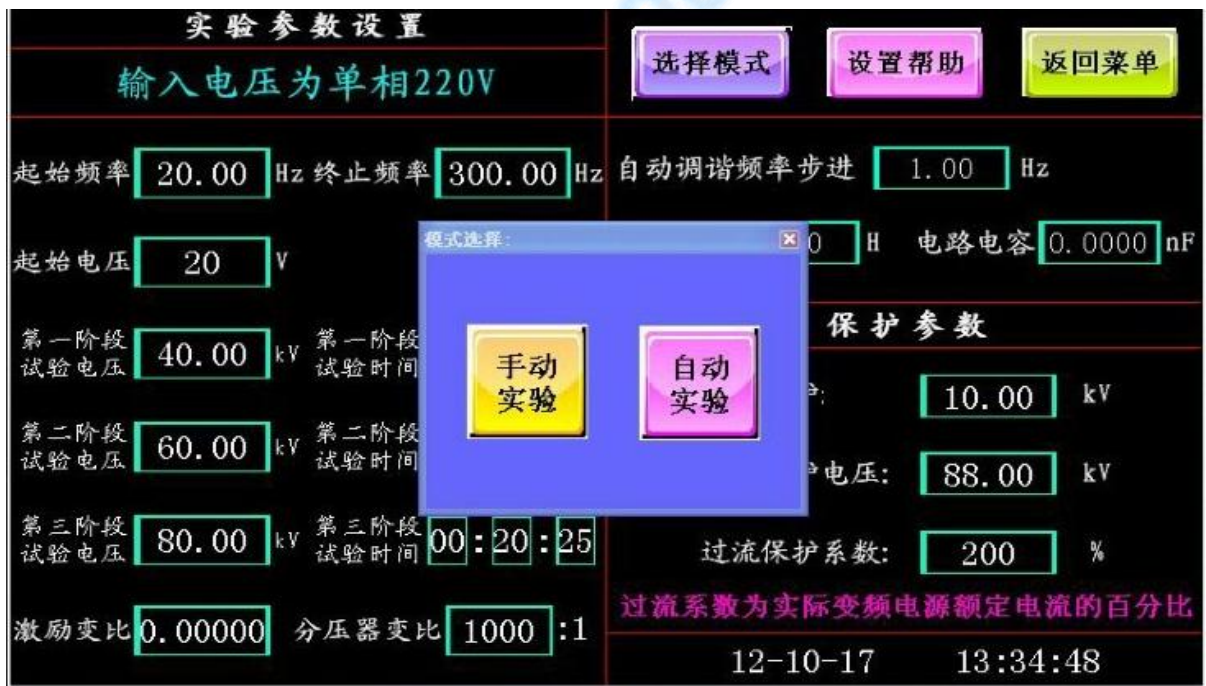 实验参数设置
输入电压为单相220V
选择模式 设置帮助 返回菜单
起始频率 20.00 Hz 终止频率 300.00 Hz
自动调谐频率步进 1.00 Hz
起始电压 20 V
H 电路电容 0.0000 nF
模式选择:
手动
实验
自动
实验
第一阶段
试验电压 40.00 kV 第一阶段
试验时间
第二阶段
试验电压 60.00 kV 第二阶段
试验时间
第三阶段
试验电压 80.00 kV 第三阶段
试验时间 00:20:25
激励变比 0.00000 分压器变比 1000 :1
保护参数
10.00 kV
电压: 88.00 kV
过流保护系数: 200 %
过流系数为实际变频电源额定电流的百分比
12-10-17 13:34:48